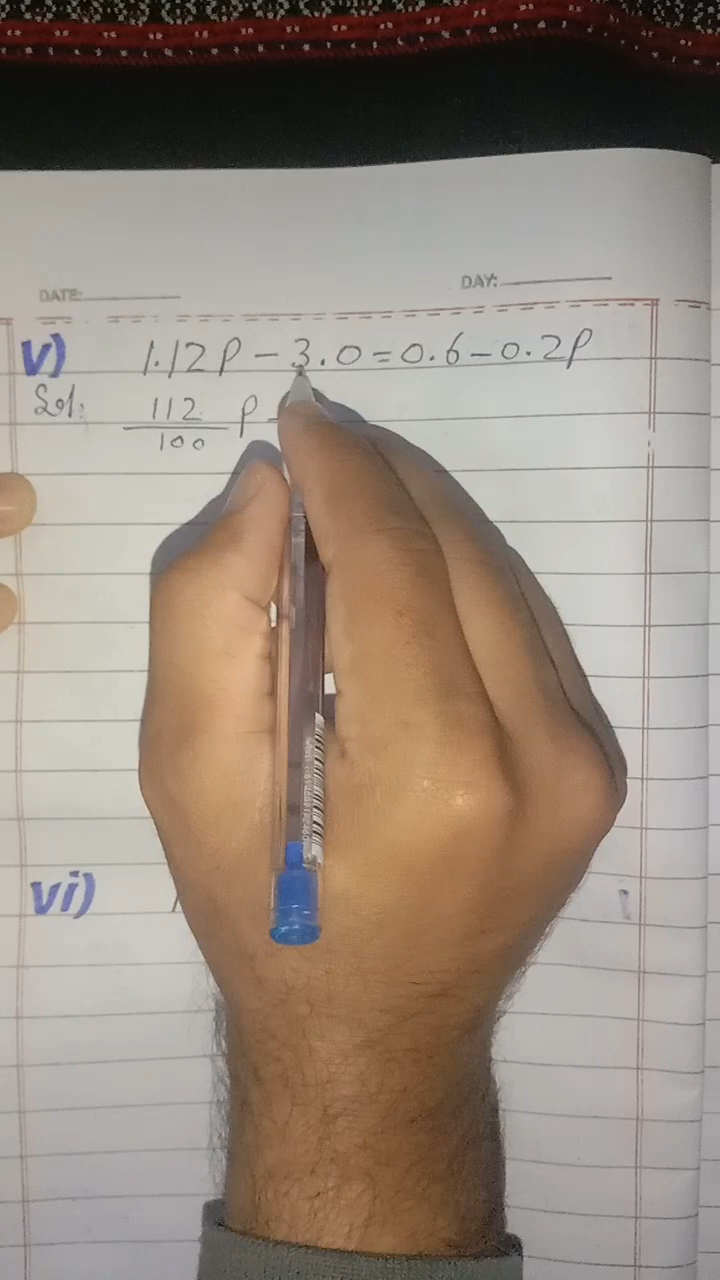 DATE: DAY:
v) 1.12P - 3.0 = 0.6 - 0.2P
Sol: 112/100 P -
vi)